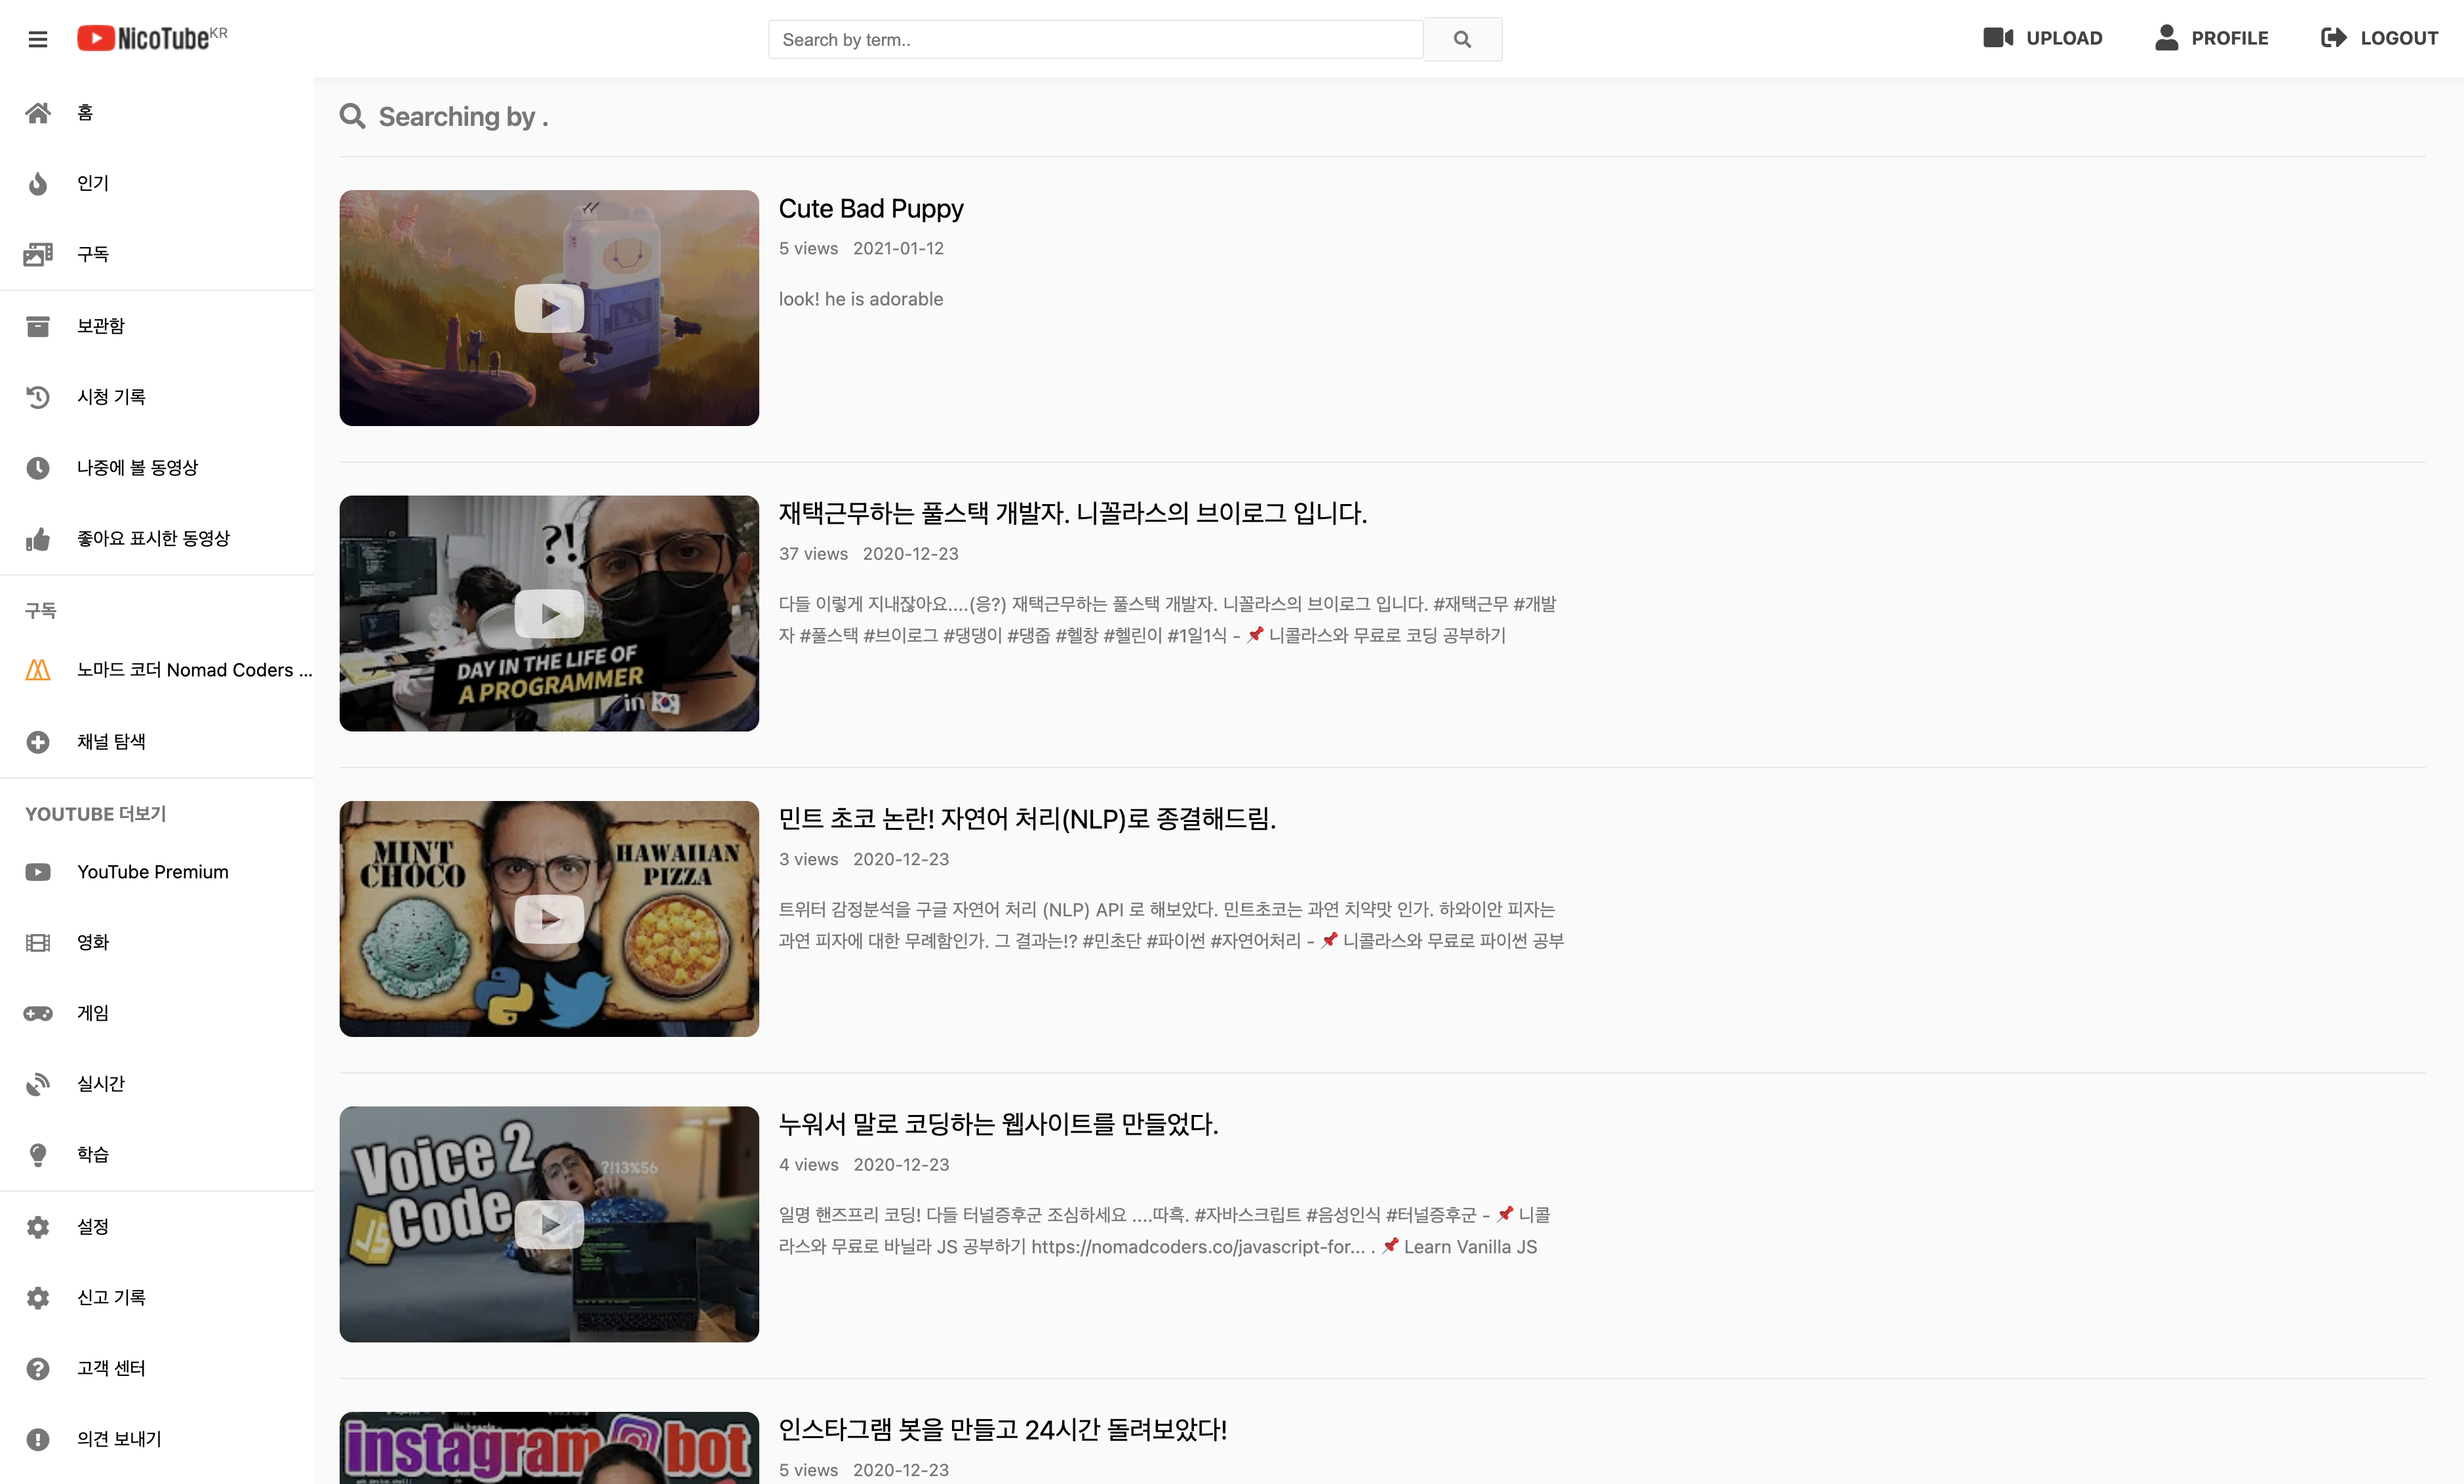 NicoTube KR
Search by term..
UPLOAD
PROFILE
LOGOUT
홈
인기
구독
보관함
시청 기록
나중에 볼 동영상
좋아요 표시한 동영상
구독
노마드 코더 Nomad Coders ...
채널 탐색
YOUTUBE 더보기
YouTube Premium
영화
게임
실시간
학습
설정
신고 기록
고객 센터
의견 보내기
Searching by .
Cute Bad Puppy
5 views 2021-01-12
look! he is adorable
?!
DAY IN THE LIFE OF
A PROGRAMMER
in
재택근무하는 풀스택 개발자. 니꼴라스의 브이로그 입니다.
37 views 2020-12-23
다들 이렇게 지내잖아요....(응?) 재택근무하는 풀스택 개발자. 니꼴라스의 브이로그 입니다. #재택근무 #개발
자 #풀스택 #브이로그 #댕댕이 #댕줍 #헬창 #헬린이 #1일1식 - 📌 니콜라스와 무료로 코딩 공부하기
MINT
CHOCO
HAWAIIAN
PIZZA
민트 초코 논란! 자연어 처리(NLP)로 종결해드림.
3 views 2020-12-23
트위터 감정분석을 구글 자연어 처리 (NLP) API 로 해보았다. 민트초코는 과연 치약맛 인가. 하와이안 피자는
과연 피자에 대한 무례함인가. 그 결과는!? #민초단 #파이썬 #자연어처리 - 📌 니콜라스와 무료로 파이썬 공부
Voice 2
Code
JS
?!13%56
누워서 말로 코딩하는 웹사이트를 만들었다.
4 views 2020-12-23
일명 핸즈프리 코딩! 다들 터널증후군 조심하세요 ....따흑. #자바스크립트 #음성인식 #터널증후군 - 📌 니콜
라스와 무료로 바닐라 JS 공부하기 https://nomadcoders.co/javascript-for... . 📌 Learn Vanilla JS
instagram bot
인스타그램 봇을 만들고 24시간 돌려보았다!
5 views 2020-12-23